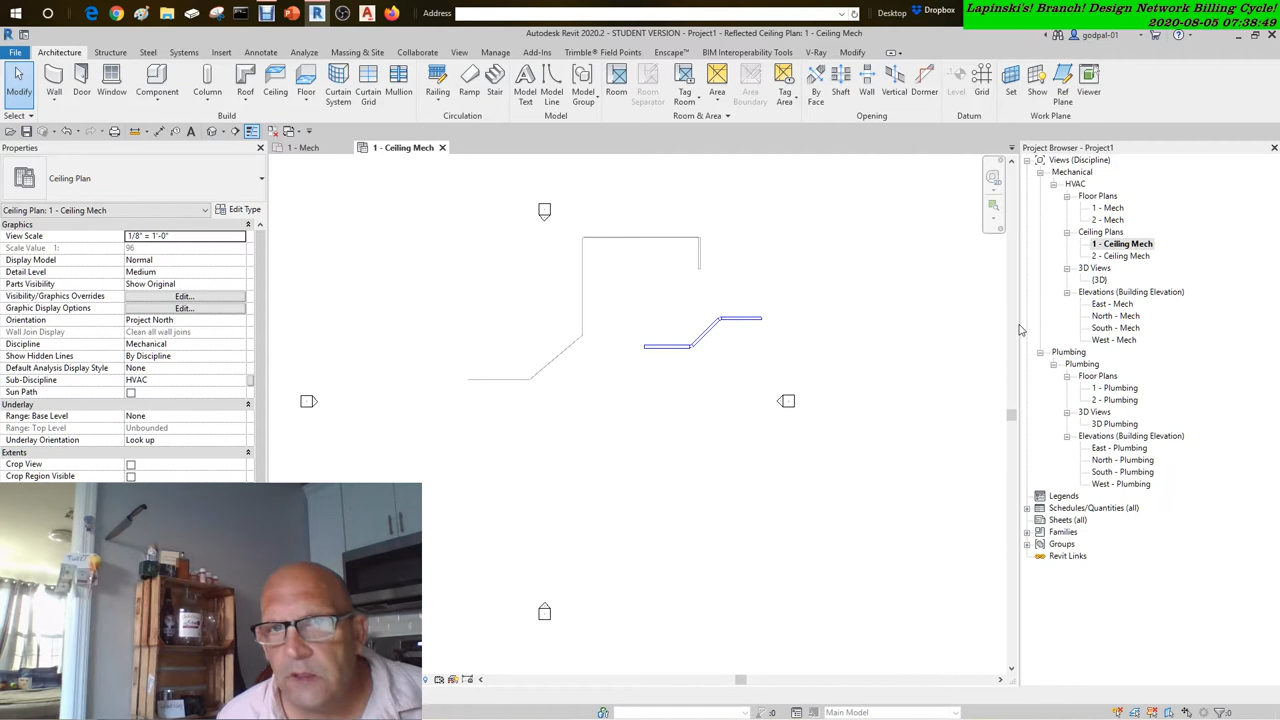 Address
Desktop
Dropbox
Lapinski's! Branch! Design Network Billing Cycle!
2020-08-05 07:38:49
Autodesk Revit 2020.2 - STUDENT VERSION - Project1 - Reflected Ceiling Plan: 1 - Ceiling Mech
godpal-01
File Architecture Structure Steel Systems Insert Annotate Analyze Massing & Site Collaborate View Manage Add-Ins Trimble® Field Points Enscape™ BIM Interoperability Tools V-Ray Modify
Modify Wall Door Window Component Column Roof Ceiling Floor Curtain System Curtain Grid Mullion Railing Ramp Stair Model Text Model Line Model Group Room Room Separator Tag Room Area Area Boundary Tag Area By Face Shaft Wall Vertical Dormer Level Grid Set Show Ref Plane Viewer
Select Build Circulation Model Room & Area Opening Datum Work Plane
Properties
1 - Mech
1 - Ceiling Mech
Project Browser - Project1
Ceiling Plan
Ceiling Plan: 1 - Ceiling Mech
Edit Type
Graphics
View Scale 1/8" = 1'-0"
Scale Value 1: 96
Display Model Normal
Detail Level Medium
Parts Visibility Show Original
Visibility/Graphics Overrides Edit...
Graphic Display Options Edit...
Orientation Project North
Wall Join Display Clean all wall joins
Discipline Mechanical
Show Hidden Lines By Discipline
Default Analysis Display Style None
Sub-Discipline HVAC
Sun Path
Underlay
Range: Base Level None
Range: Top Level Unbounded
Underlay Orientation Look up
Extents
Crop View
Crop Region Visible
Views (Discipline)
Mechanical
HVAC
Floor Plans
1 - Mech
2 - Mech
Ceiling Plans
1 - Ceiling Mech
2 - Ceiling Mech
3D Views
{3D}
Elevations (Building Elevation)
East - Mech
North - Mech
South - Mech
West - Mech
Plumbing
Plumbing
Floor Plans
1 - Plumbing
2 - Plumbing
3D Views
3D Plumbing
Elevations (Building Elevation)
East - Plumbing
North - Plumbing
South - Plumbing
West - Plumbing
Legends
Schedules/Quantities (all)
Sheets (all)
Families
Groups
Revit Links
:0
Main Model
:0